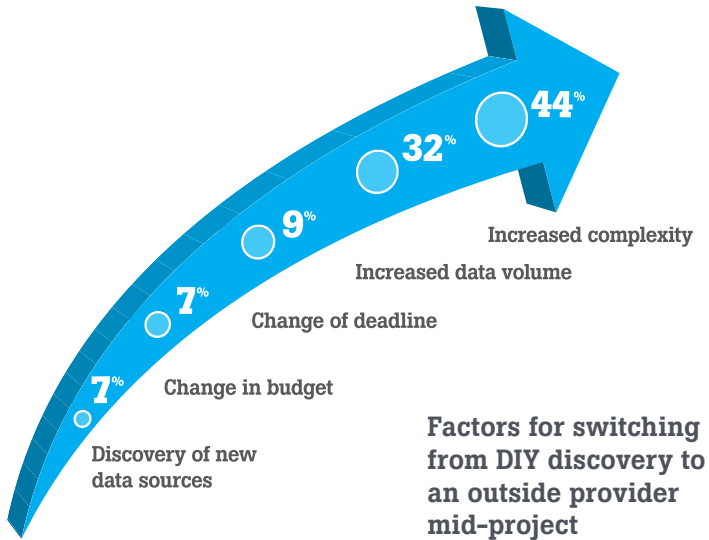 44%
32%
Increased complexity
9%
Increased data volume
7%
Change of deadline
7%
Change in budget
Discovery of new
data sources
Factors for switching
from DIY discovery to
an outside provider
mid-project